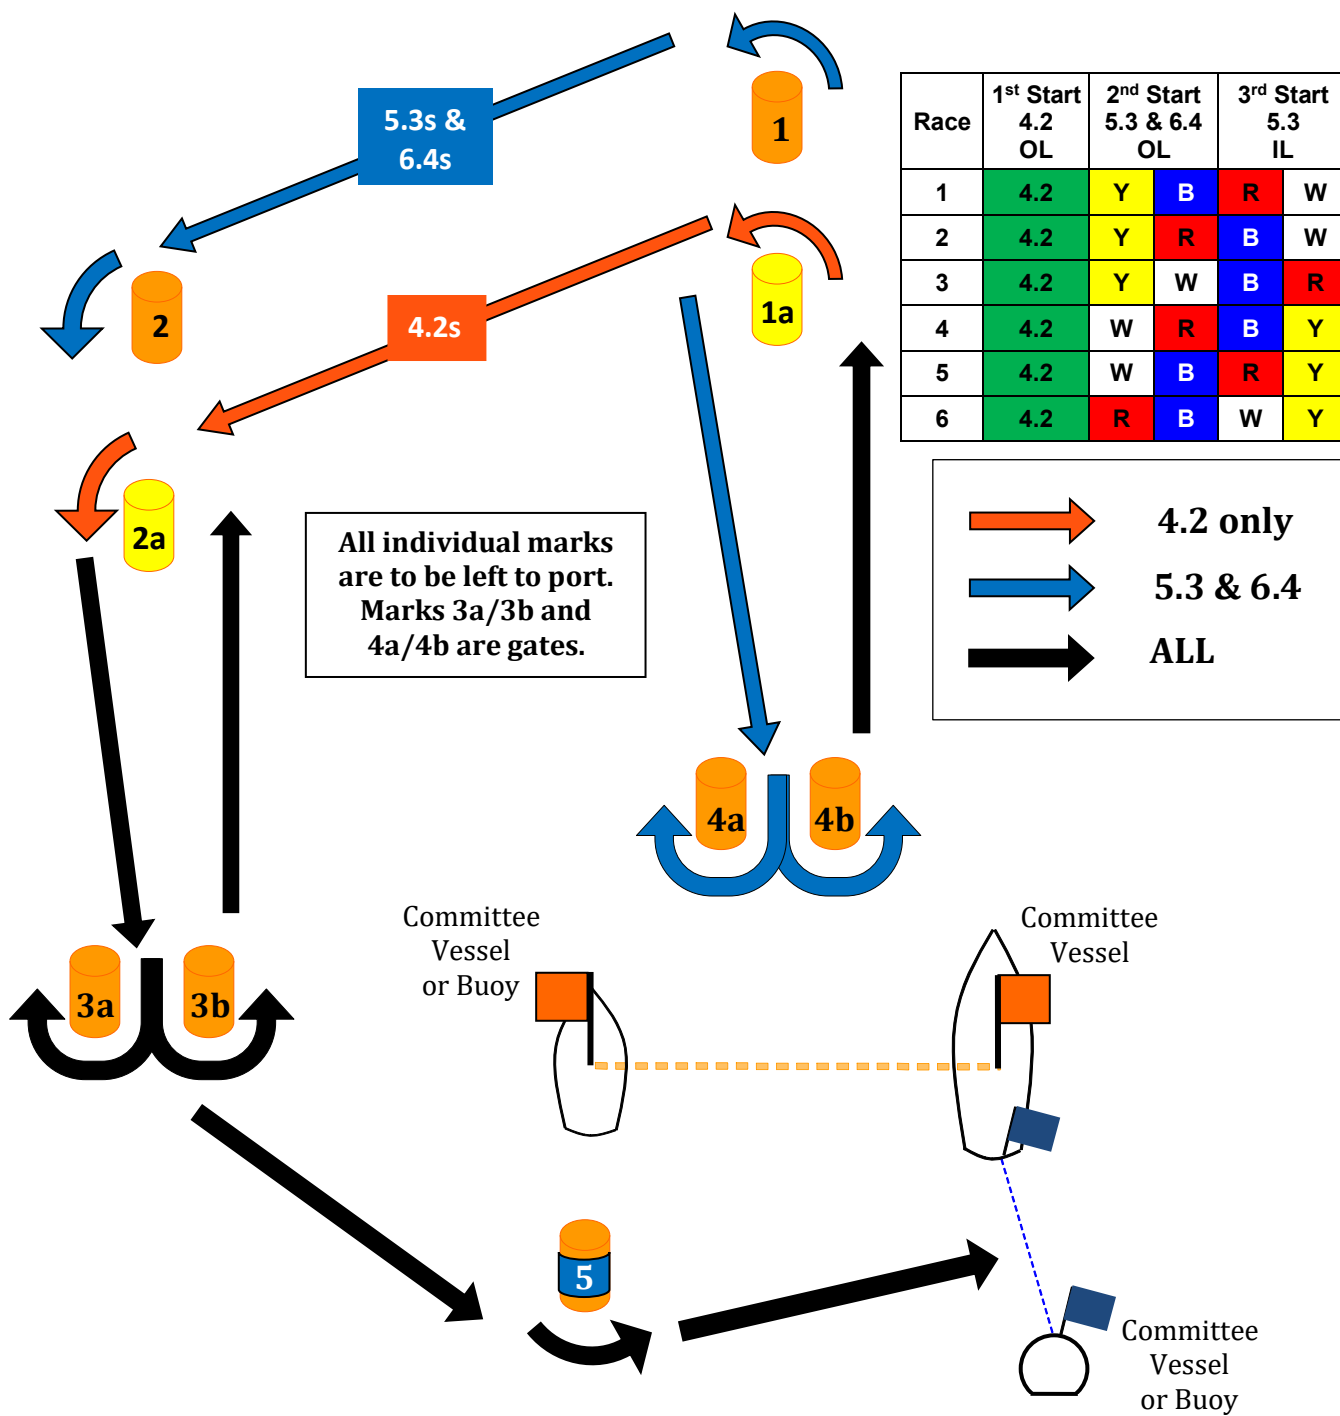 1
5.3s &
6.4s
2
1a
4.2s
2a
Race 1st Start 4.2 OL 2nd Start 5.3 & 6.4 OL 3rd Start 5.3 IL
1 4.2 Y B R W
2 4.2 Y R B W
3 4.2 Y W B R
4 4.2 W R B Y
5 4.2 W B R Y
6 4.2 R B W Y
4.2 only
5.3 & 6.4
ALL
All individual marks
are to be left to port.
Marks 3a/3b and
4a/4b are gates.
4a 4b
3a 3b
Committee
Vessel
or Buoy
Committee
Vessel
5
Committee
Vessel
or Buoy